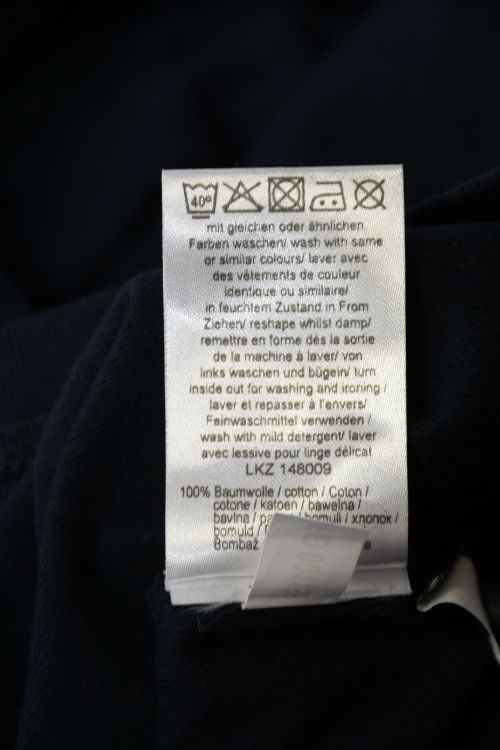 40°
mit gleichen oder ähnlichen
Farben waschen/ wash with same
or similar colours/ laver avec
des vêtements de couleur
identique ou similaire/
in feuchtem Zustand in From
Ziehen/ reshape whilst damp/
remettre en forme dès la sortie
de la machine à laver/ von
links waschen und bügeln/ turn
inside out for washing and ironing /
laver et repasser à l'envers/
Feinwaschmittel verwenden /
wash with mild detergent/ laver
avec lessive pour linge délicat
LKZ 148009
100% Baumwolle / cotton / Coton /
cotone / katoen / bawełna /
bavlna / bomuli / хлопок /
bomuld /
Bombaž